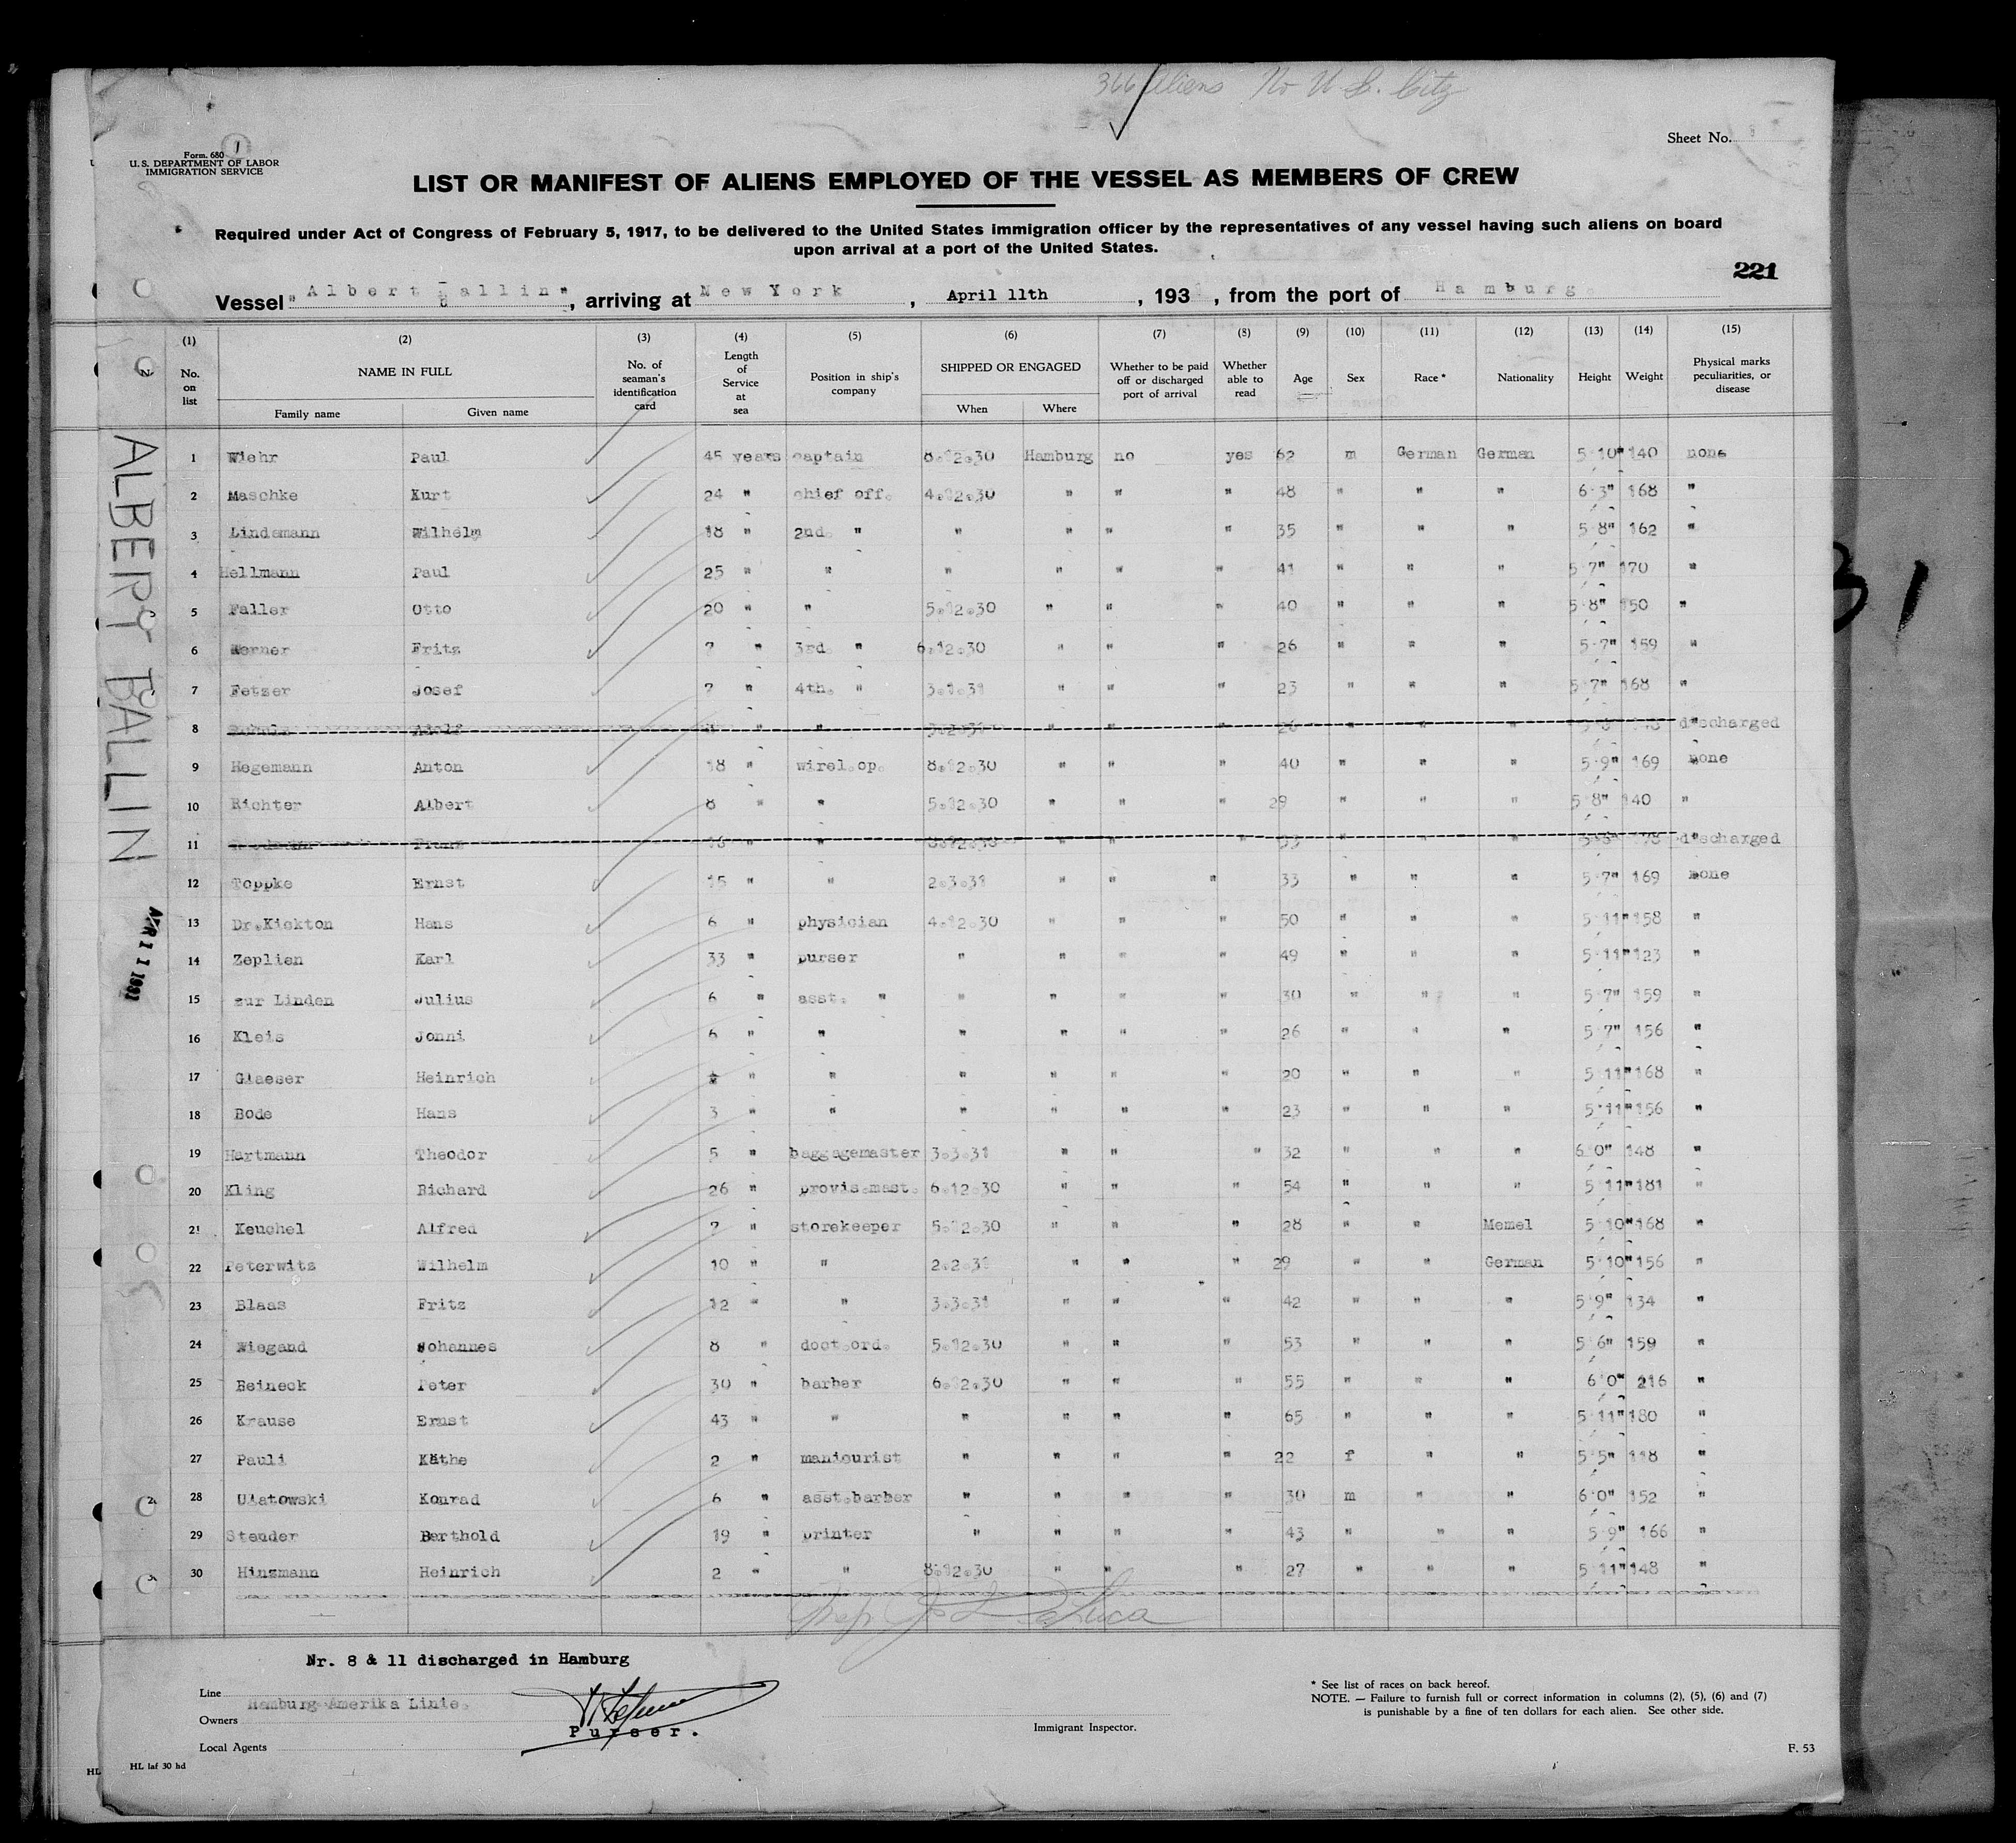 366 Aliens No U.S. Citz
Sheet No.
Form. 680
1
U.S. DEPARTMENT OF LABOR
IMMIGRATION SERVICE
LIST OR MANIFEST OF ALIENS EMPLOYED OF THE VESSEL AS MEMBERS OF CREW
Required under Act of Congress of February 5, 1917, to be delivered to the United States immigration officer by the representatives of any vessel having such aliens on board
upon arrival at a port of the United States.
221
Vessel "Albert Ballin", arriving at New York, April 11th, 193 , from the port of Hamburg.
(1) (2) (3) (4) (5) (6) (7) (8) (9) (10) (11) (12) (13) (14) (15)
No. on list NAME IN FULL No. of seaman's identification card Length of Service at sea Position in ship's company SHIPPED OR ENGAGED Whether to be paid off or discharged port of arrival Whether able to read Age Sex Race * Nationality Height Weight Physical marks peculiarities, or disease
Family name Given name When Where
1 Wiehr Paul 45 years captain 8.12.30 Hamburg no yes 62 m German German 5'10" 140 none
2 Maschke Kurt 24 " chief off. 4.12.30 " " " 48 " " " 6'3" 168 "
3 Lindemann Wilhelm 18 " 2nd. " " " " " 35 " " " 5'8" 162 "
4 Hellmann Paul 25 " " " " " " 41 " " " 5'7" 170 "
5 Faller Otto 20 " " 5.12.30 " " " 40 " " " 5'8" 150 "
6 Werner Fritz 7 " 3rd. " 6.12.30 " " " 26 " " " 5'7" 159 "
7 Fetzer Josef 7 " 4th. " 3.1.31 " " " 23 " " " 5'7" 168 "
8 Adolf " " " " " 26 " " " discharged
9 Hegemann Anton 18 " wirel.op. 8.12.30 " " " 40 " " " 5'9" 169 none
10 Richter Albert 8 " " 5.12.30 " " " 29 " " " 5'8" 140 "
11 Franz " " " " " 33 " " " discharged
12 Toppke Ernst 15 " " 2.3.31 " " " 33 " " " 5'7" 169 none
13 Dr.Kickton Hans 6 " physician 4.12.30 " " " 50 " " " 5'11" 158 "
14 Zeplien Karl 33 " purser " " " " 49 " " " 5'11" 123 "
15 zur Linden Julius 6 " asst. " " " " " 30 " " " 5'7" 159 "
16 Kleis Jonni 6 " " " " " " 26 " " " 5'7" 156 "
17 Glaeser Heinrich " " " " " " 20 " " " 5'11" 168 "
18 Bode Hans 3 " " " " " " 23 " " " 5'11" 156 "
19 Hartmann Theodor 5 " baggagemaster 3.3.31 " " " 32 " " " 6'0" 148 "
20 Kling Richard 26 " provis.mast. 6.12.30 " " " 54 " " " 5'11" 181 "
21 Keuchel Alfred 7 " storekeeper 5.12.30 " " " 28 " " Memel 5'10" 168 "
22 Peterwitz Wilhelm 10 " " 2.2.31 " " " 29 " " German 5'10" 156 "
23 Blaas Fritz 12 " " 3.3.31 " " " 42 " " " 5'9" 134 "
24 Wiegand Johannes 8 " doct.ord. 5.12.30 " " " 53 " " " 5'6" 159 "
25 Beineck Peter 30 " barber 6.12.30 " " " 55 " " " 6'0" 216 "
26 Krause Ernst 43 " " " " " " 65 " " " 5'11" 180 "
27 Pauli Käthe 2 " manicurist " " " " 22 f " " 5'5" 118 "
28 Ulatowski Konrad 6 " asst.barber " " " " 30 m " " 6'0" 152 "
29 Stender Berthold 19 " printer " " " " 43 " " " 5'9" 166 "
30 Hinzmann Heinrich 2 " " 8.12.30 " " " 27 " " " 5'11" 148 "
Nr. 8 & 11 discharged in Hamburg
Line
Hamburg-Amerika Linie.
Owners
Purser.
Local Agents
Immigrant Inspector.
* See list of races on back hereof.
NOTE. — Failure to furnish full or correct information in columns (2), (5), (6) and (7)
is punishable by a fine of ten dollars for each alien. See other side.
F. 53
HL
HL laf 30 hd
ALBERT BALLIN
APR 11 1931
31